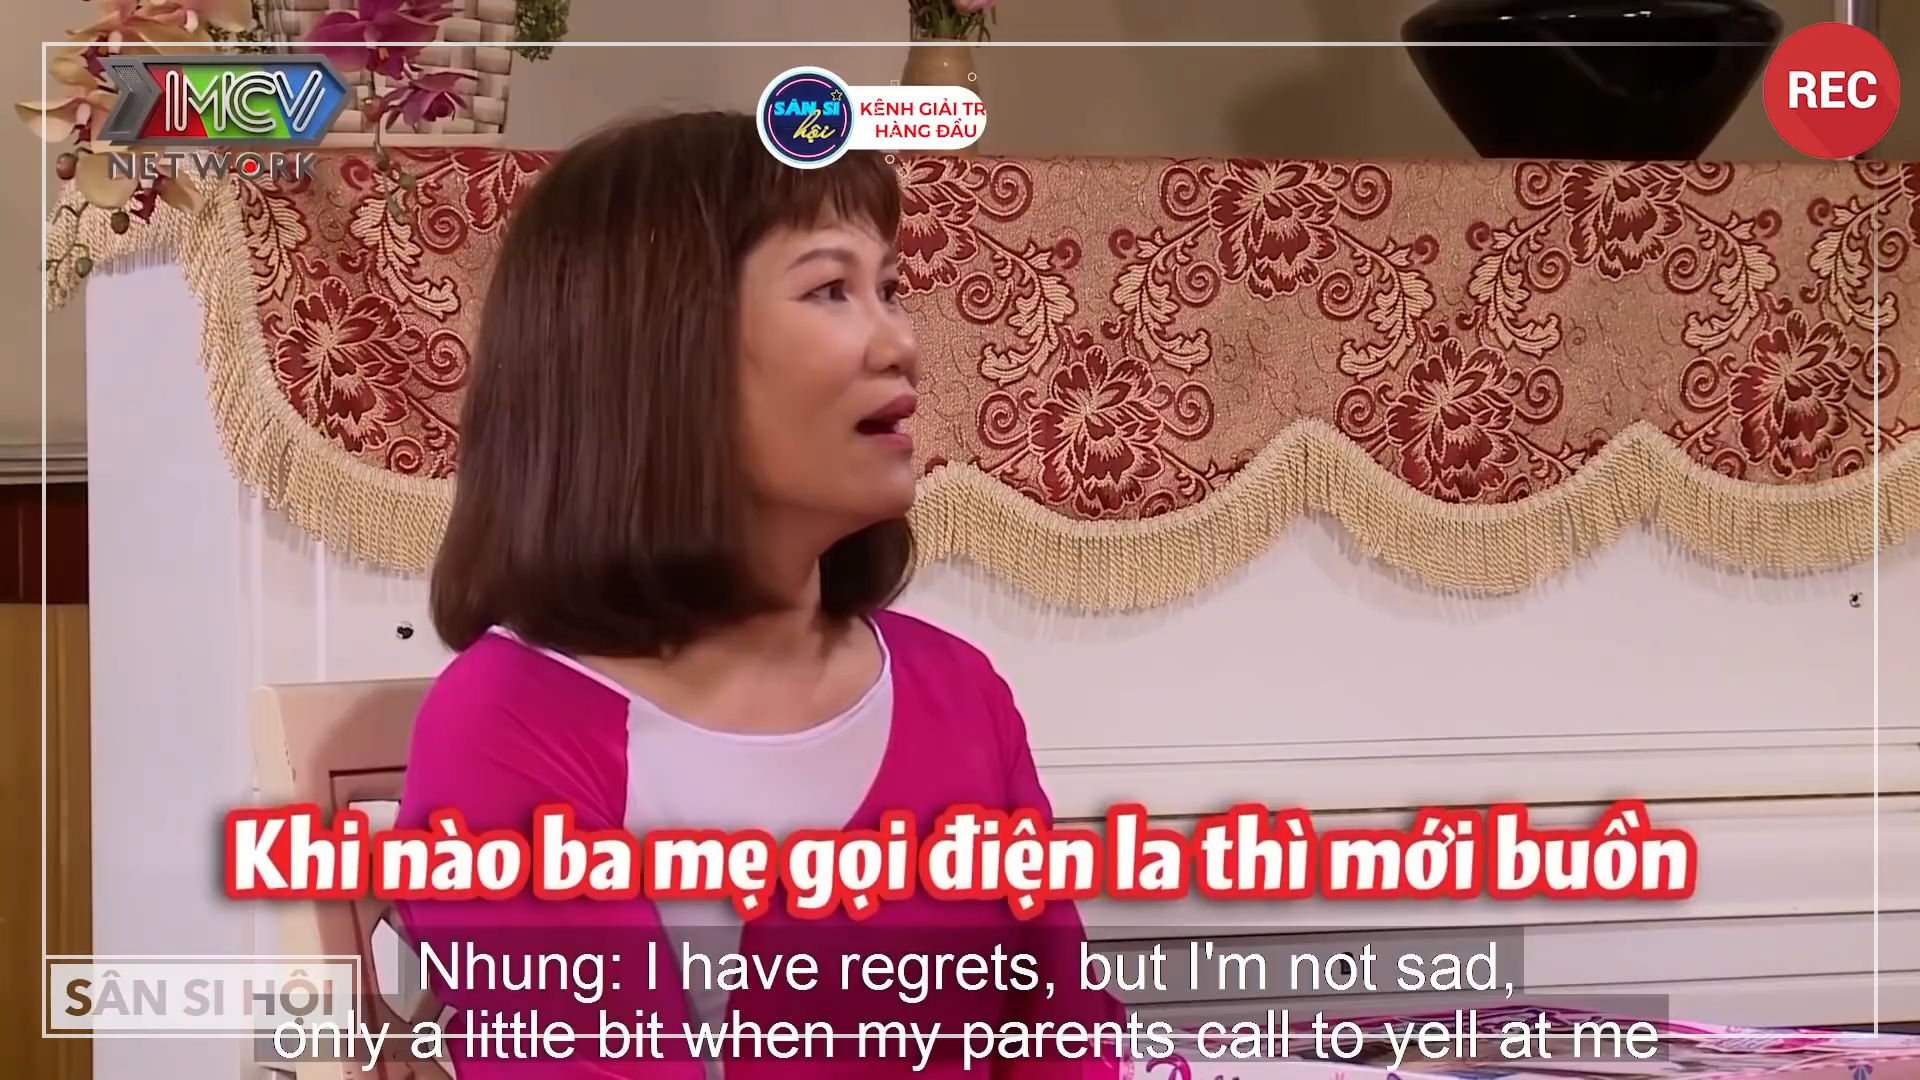 MCV
NETWORK
SÂN SI
hội
KÊNH GIẢI TR
HÀNG ĐẦU
REC
Khi nào ba mẹ gọi điện la thì mới buồn
Nhung: I have regrets, but I'm not sad,
only a little bit when my parents call to yell at me
SÂN SI HỘI